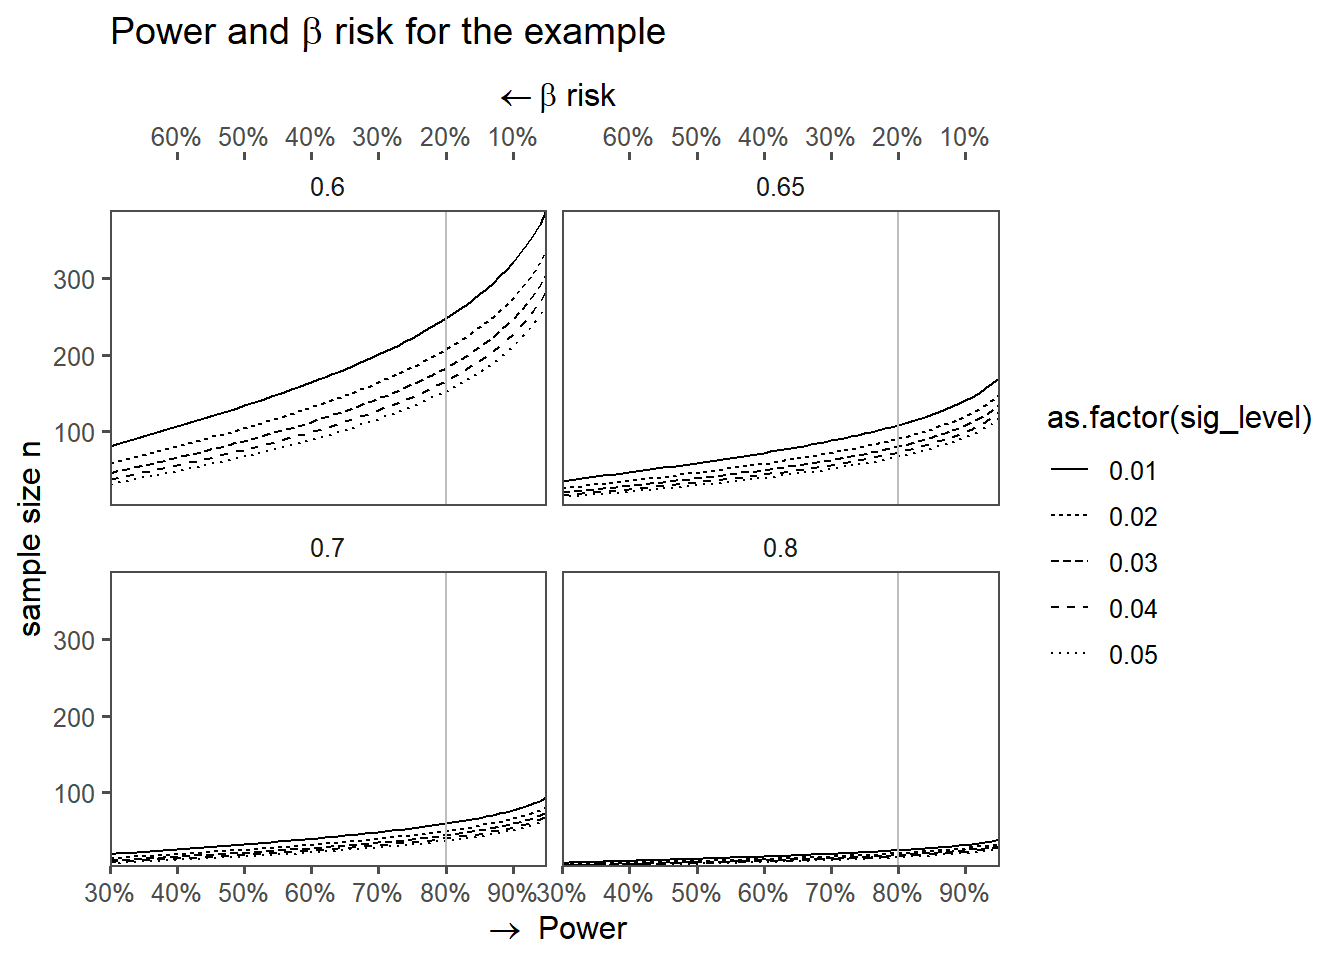 Power and β risk for the example
← β risk
60% 50% 40% 30% 20% 10% 60% 50% 40% 30% 20% 10%
0.6 0.65
300
200
100
sample size n
0.7 0.8
300
200
100
30% 40% 50% 60% 70% 80% 90% 30% 40% 50% 60% 70% 80% 90%
→ Power
as.factor(sig_level)
0.01
0.02
0.03
0.04
0.05